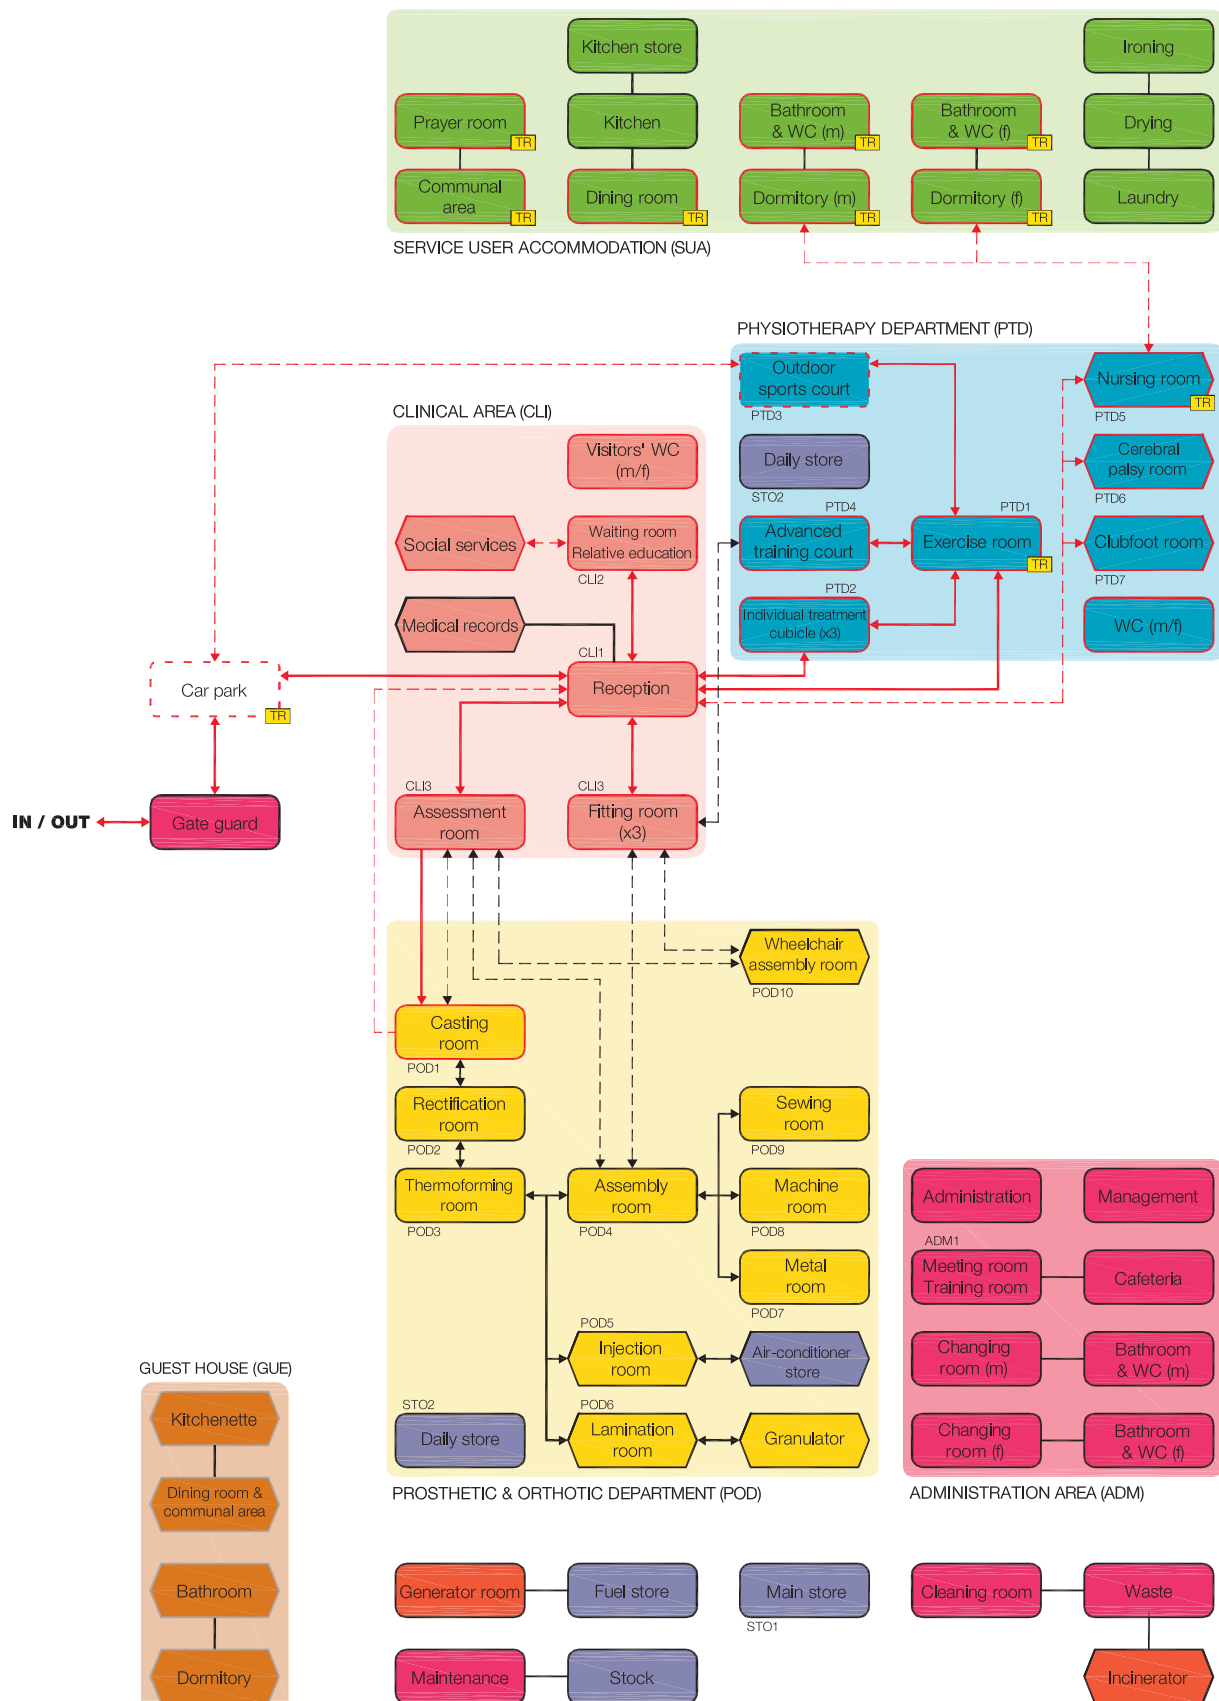 Kitchen store
Ironing
Prayer room
TR
Kitchen
Bathroom
& WC (m)
TR
Bathroom
& WC (f)
TR
Drying
Communal
area
TR
Dining room
TR
Dormitory (m)
TR
Dormitory (f)
TR
Laundry
SERVICE USER ACCOMMODATION (SUA)
PHYSIOTHERAPY DEPARTMENT (PTD)
Outdoor
sports court
PTD3
Nursing room
TR
PTD5
CLINICAL AREA (CLI)
Visitors' WC
(m/f)
Daily store
STO2
Cerebral
palsy room
PTD6
Social services
Waiting room
Relative education
CLI2
PTD4
Advanced
training court
PTD1
Exercise room
TR
Clubfoot room
PTD7
Medical records
PTD2
Individual treatment
cubicle (x3)
WC (m/f)
CLI1
Reception
Car park
TR
CLI3
Assessment
room
CLI3
Fitting room
(x3)
IN / OUT
Gate guard
Wheelchair
assembly room
POD10
Casting
room
POD1
Rectification
room
POD2
Sewing
room
POD9
Thermoforming
room
POD3
Assembly
room
POD4
Machine
room
POD8
Administration
Management
Metal
room
POD7
ADM1
Meeting room
Training room
Cafeteria
POD5
Injection
room
Air-conditioner
store
Changing
room (m)
Bathroom
& WC (m)
STO2
Daily store
POD6
Lamination
room
Granulator
Changing
room (f)
Bathroom
& WC (f)
PROSTHETIC & ORTHOTIC DEPARTMENT (POD)
ADMINISTRATION AREA (ADM)
GUEST HOUSE (GUE)
Kitchenette
Dining room &
communal area
Bathroom
Dormitory
Generator room
Fuel store
Main store
STO1
Cleaning room
Waste
Maintenance
Stock
Incinerator